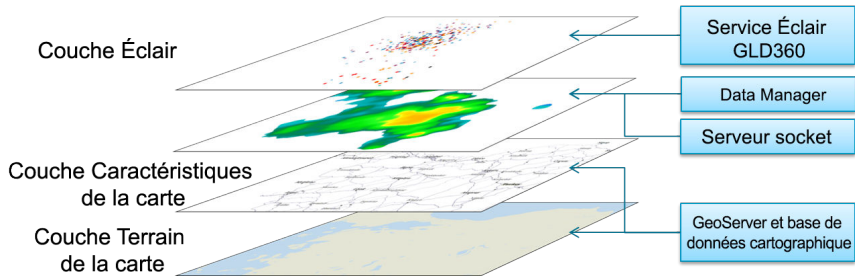 Couche Éclair
Service Éclair
GLD360
Data Manager
Serveur socket
Couche Caractéristiques
de la carte
Couche Terrain
de la carte
GeoServer et base de
données cartographique